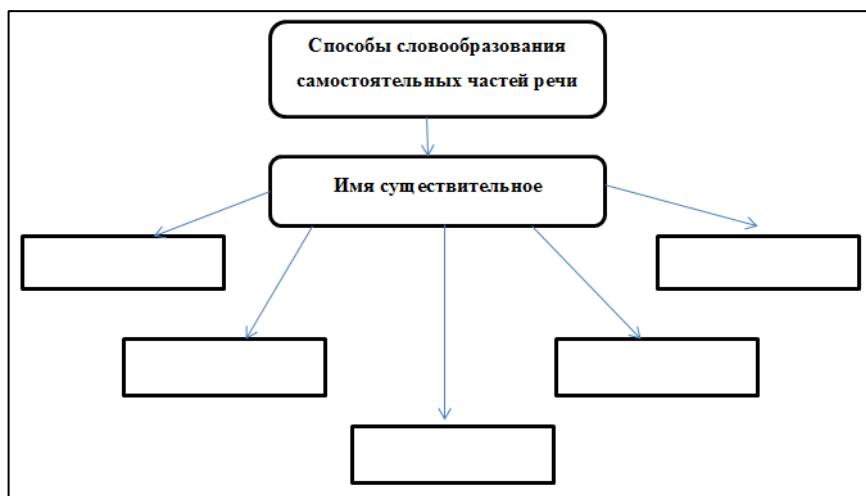 Способы словообразования
самостоятельных частей речи
Имя существительное